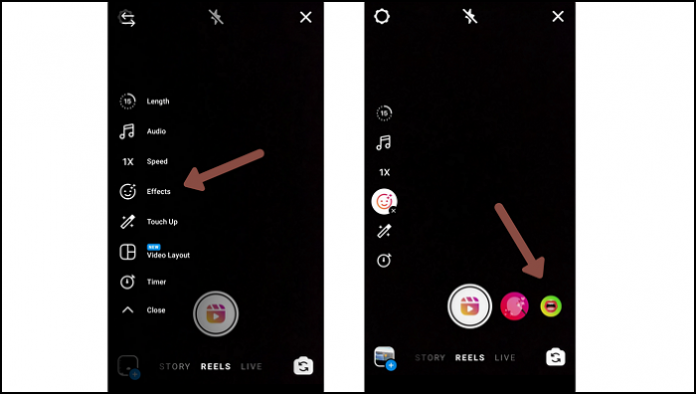 15 Length
Audio
1X Speed
Effects
Touch Up
NEW
Video Layout
Timer
Close
STORY REELS LIVE
15
1X
STORY REELS LIVE